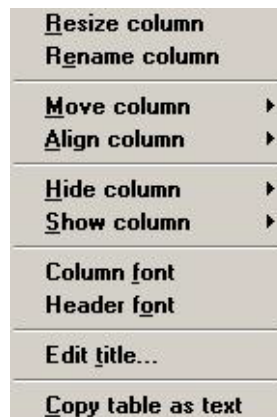 Resize column
Rename column
Move column
Align column
Hide column
Show column
Column font
Header font
Edit title...
Copy table as text